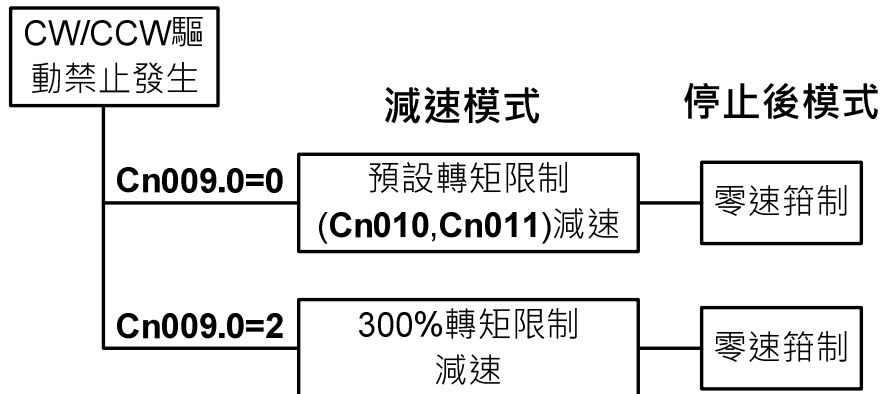 CW/CCW驅
動禁止發生
減速模式
停止後模式
Cn009.0=0
預設轉矩限制
(Cn010,Cn011)減速
零速箝制
Cn009.0=2
300%轉矩限制
減速
零速箝制